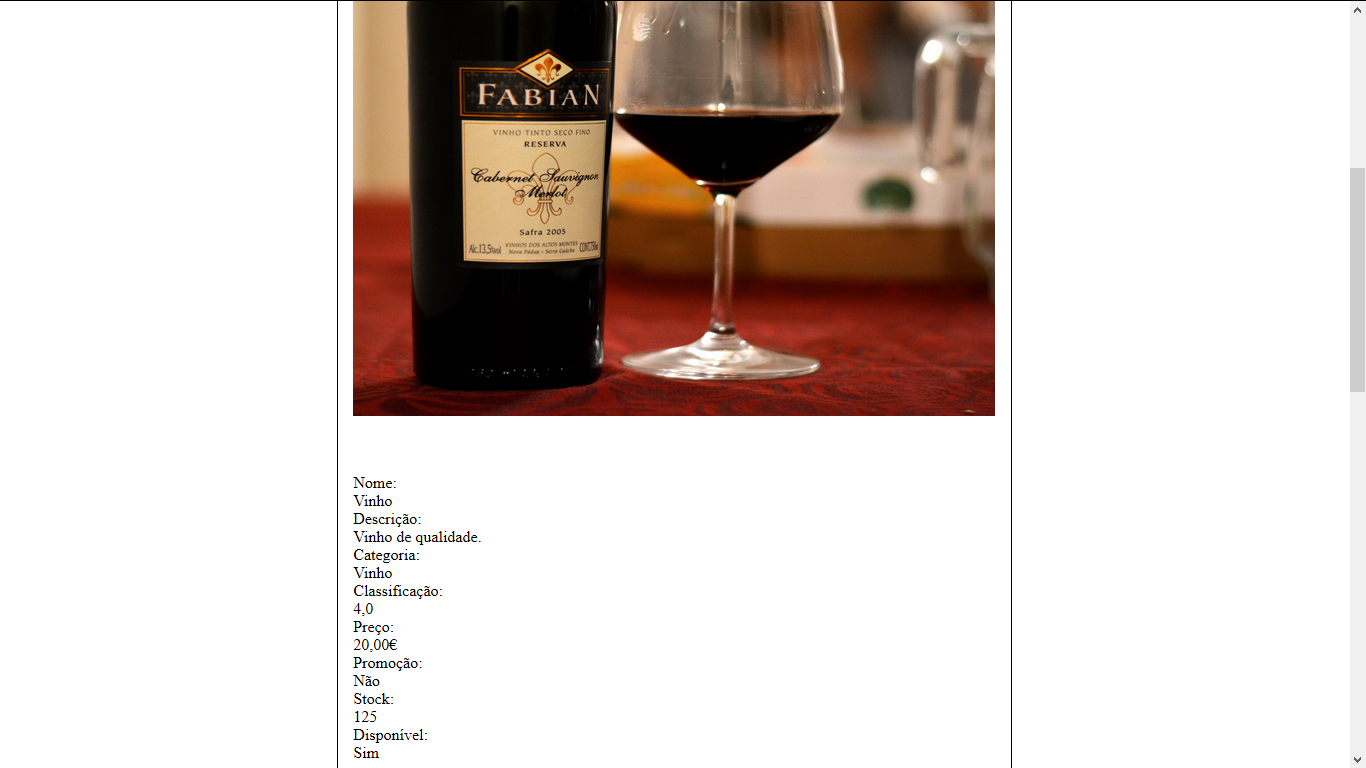 FABIAN
VINHO TINTO SECO FINO
RESERVA
Cabernet Sauvignon
Merlot
Safra 2005
Alc.13,5%vol
VINHOS DOS ALTOS MONTES
Nova Pádua - Serra Gaúcha
CONT.750ml
Nome:
Vinho
Descrição:
Vinho de qualidade.
Categoria:
Vinho
Classificação:
4,0
Preço:
20,00€
Promoção:
Não
Stock:
125
Disponível:
Sim